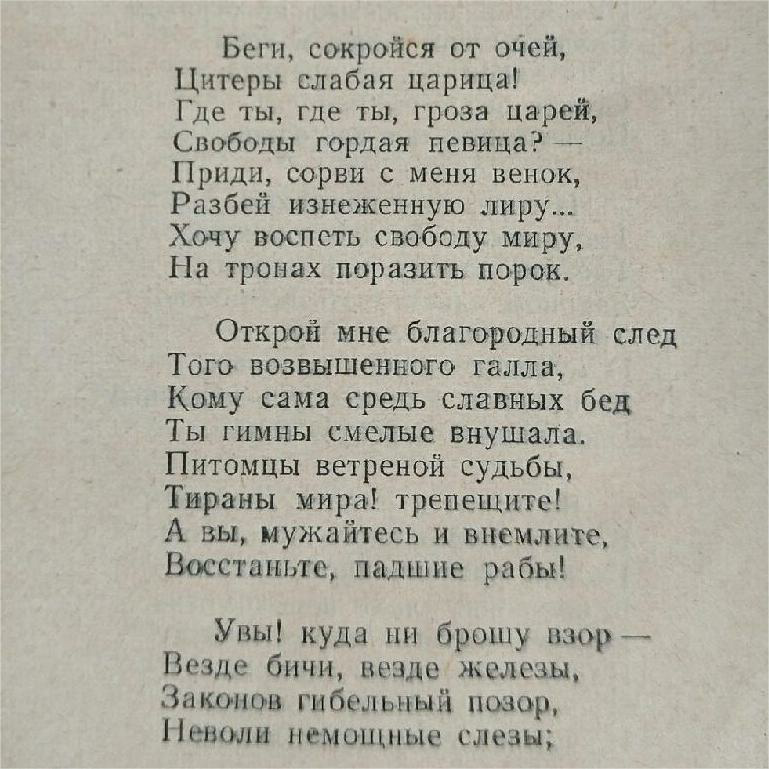 Беги, сокройся от очей,
Цитеры слабая царица!
Где ты, где ты, гроза царей,
Свободы гордая певица? —
Приди, сорви с меня венок,
Разбей изнеженную лиру...
Хочу воспеть свободу миру,
На тронах поразить порок.
Открой мне благородный след
Того возвышенного галла,
Кому сама средь славных бед
Ты гимны смелые внушала.
Питомцы ветреной судьбы,
Тираны мира! трепещите!
А вы, мужайтесь и внемлите,
Восстаньте, падшие рабы!
Увы! куда ни брошу взор —
Везде бичи, везде железы,
Законов гибельный позор,
Неволи немощные слезы;